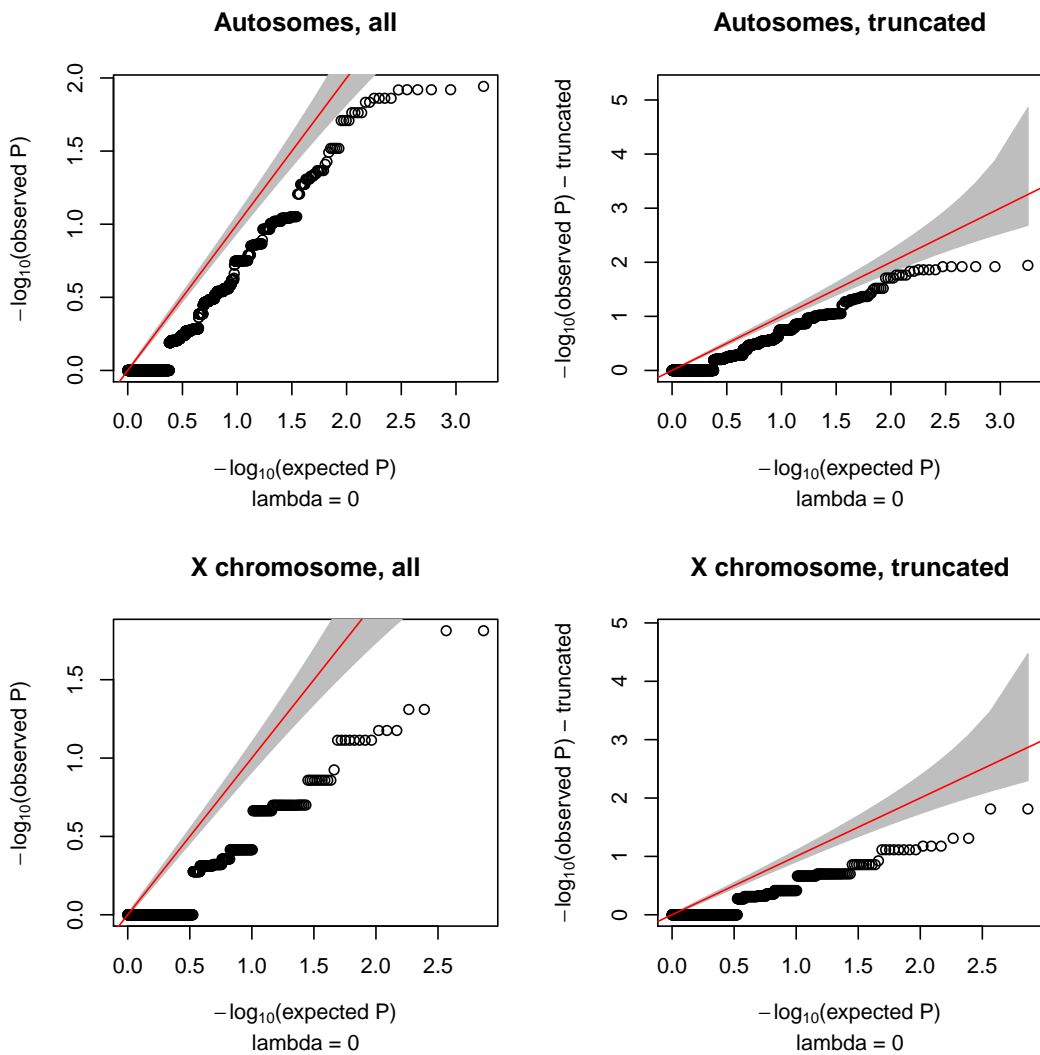 Autosomes, all
−log10(observed P)
0.0 0.5 1.0 1.5 2.0
0.0 0.5 1.0 1.5 2.0 2.5 3.0
−log10(expected P)
lambda = 0
Autosomes, truncated
−log10(observed P) − truncated
0 1 2 3 4 5
0.0 0.5 1.0 1.5 2.0 2.5 3.0
−log10(expected P)
lambda = 0
X chromosome, all
−log10(observed P)
0.0 0.5 1.0 1.5
0.0 0.5 1.0 1.5 2.0 2.5
−log10(expected P)
lambda = 0
X chromosome, truncated
−log10(observed P) − truncated
0 1 2 3 4 5
0.0 0.5 1.0 1.5 2.0 2.5
−log10(expected P)
lambda = 0